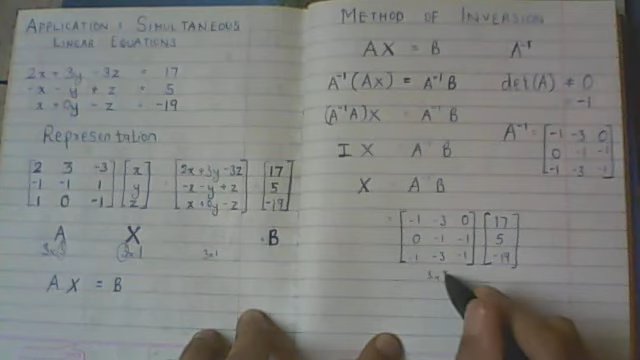 APPLICATION : SIMULTANEOUS
LINEAR EQUATIONS
2x + 3y - 3z = 17
-x - y + z = 5
x + 0y - z = -19
Representation
2 3 -3 x 2x+3y-3z 17
-1 -1 1 y -x-y+z 5
1 0 -1 z x+0y-z -19
A X B
3x3 3x1 3x1
AX = B
METHOD OF INVERSION
AX = B A⁻¹
A⁻¹(AX) = A⁻¹B det(A) ≠ 0
-1
(A⁻¹A)X = A⁻¹B
A⁻¹ = -1 -3 0
0 -1 -1
-1 -3 -1
IX A⁻¹B
X A⁻¹B
-1 -3 0 17
0 -1 -1 5
-1 -3 -1 -19